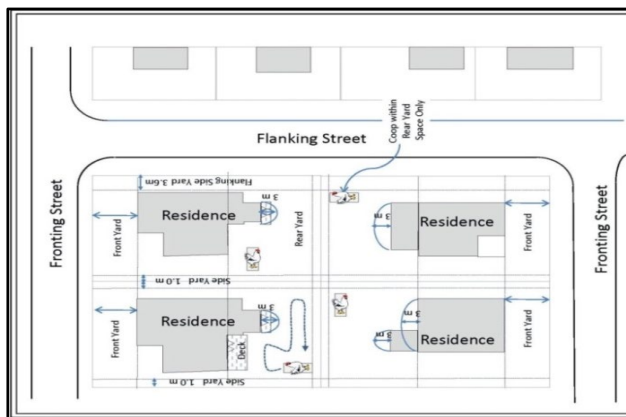 Coop within
Rear Yard
Space Only
Flanking Street
Fronting Street
Fronting Street
Flanking Side Yard 3.6m
Front Yard
Residence
3 m
Rear Yard
3 m
Residence
Front Yard
Side Yard 1.0 m
Front Yard
Residence
3 m
Deck
3 m
3m
Residence
Front Yard
Side Yard 1.0 m